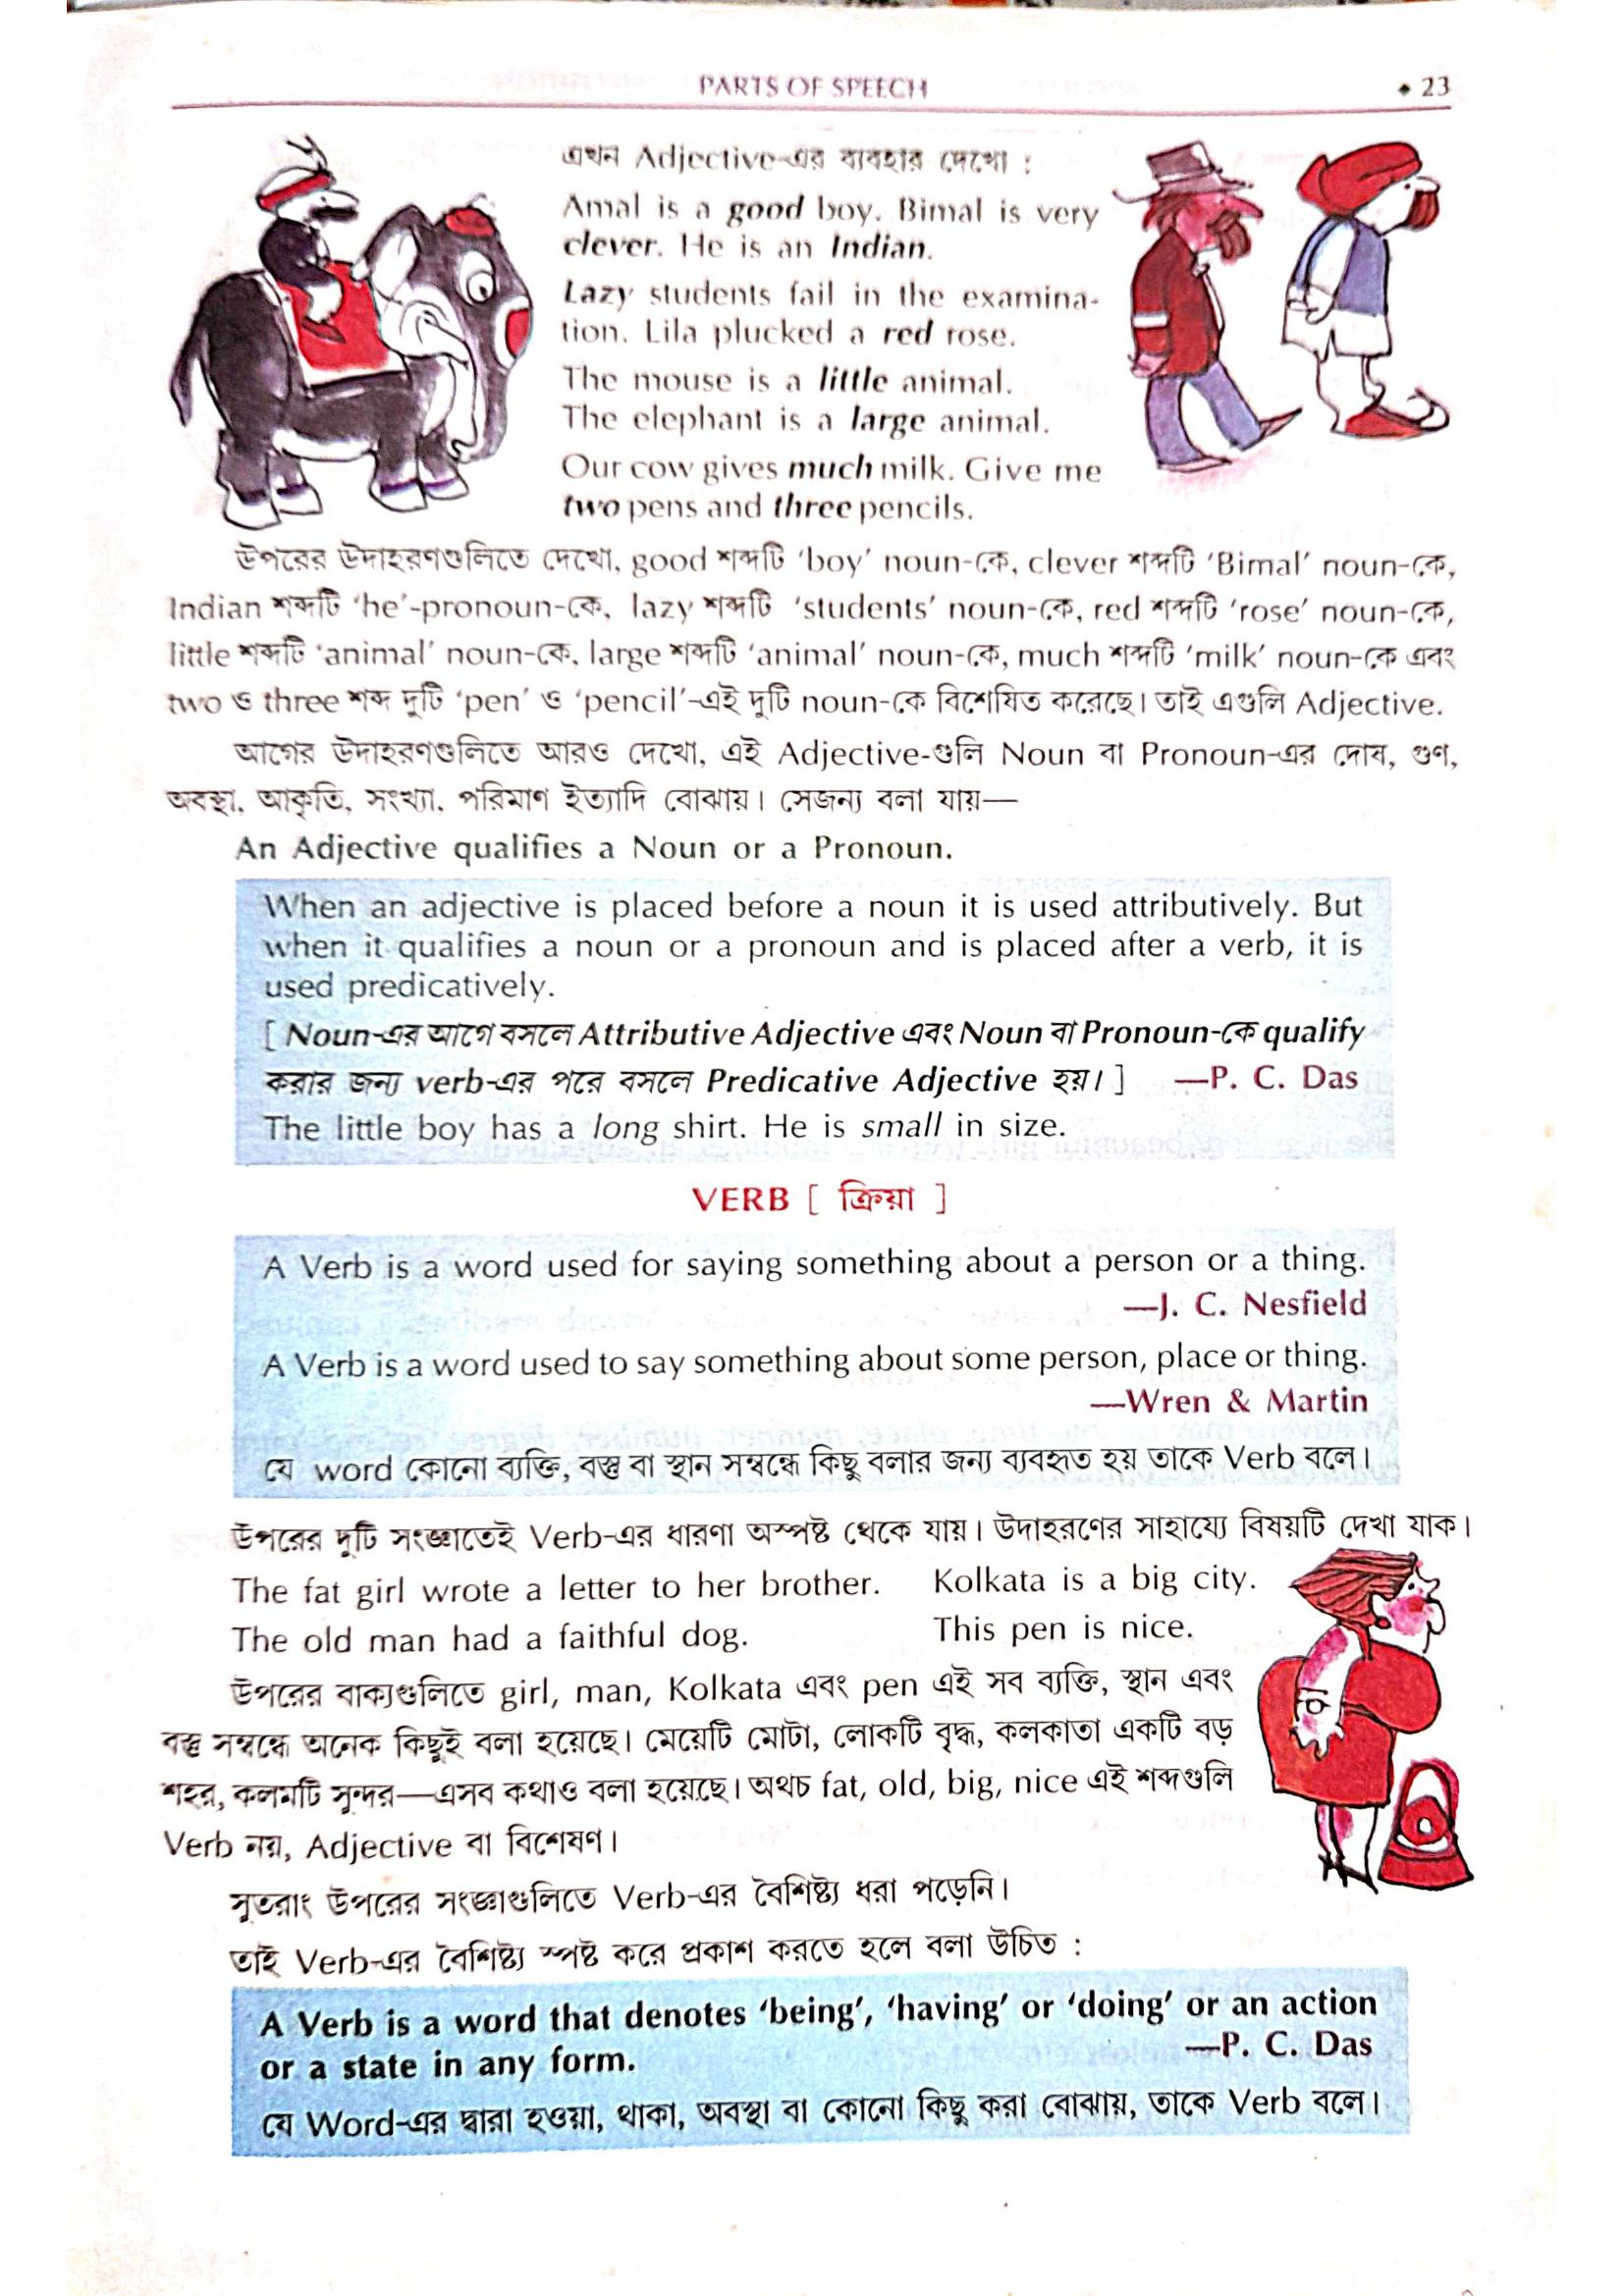 PARTS OF SPEECH
◆ 23
এখন Adjective-এর ব্যবহার দেখো :
Amal is a good boy. Bimal is very
clever. He is an Indian.
Lazy students fail in the examina-
tion. Lila plucked a red rose.
The mouse is a little animal.
The elephant is a large animal.
Our cow gives much milk. Give me
two pens and three pencils.
উপরের উদাহরণগুলিতে দেখো, good শব্দটি ‘boy’ noun-কে, clever শব্দটি ‘Bimal’ noun-কে,
Indian শব্দটি ‘he’-pronoun-কে, lazy শব্দটি ‘students’ noun-কে, red শব্দটি ‘rose’ noun-কে,
little শব্দটি ‘animal’ noun-কে, large শব্দটি ‘animal’ noun-কে, much শব্দটি ‘milk’ noun-কে এবং
two ও three শব্দ দুটি ‘pen’ ও ‘pencil’-এই দুটি noun-কে বিশেষিত করেছে। তাই এগুলি Adjective.
আগের উদাহরণগুলিতে আরও দেখো, এই Adjective-গুলি Noun বা Pronoun-এর দোষ, গুণ,
অবস্থা, আকৃতি, সংখ্যা, পরিমাণ ইত্যাদি বোঝায়। সেজন্য বলা যায়—
An Adjective qualifies a Noun or a Pronoun.
When an adjective is placed before a noun it is used attributively. But
when it qualifies a noun or a pronoun and is placed after a verb, it is
used predicatively.
[ Noun-এর আগে বসলে Attributive Adjective এবং Noun বা Pronoun-কে qualify
করার জন্য verb-এর পরে বসলে Predicative Adjective হয়। ] —P. C. Das
The little boy has a long shirt. He is small in size.
VERB [ ক্রিয়া ]
A Verb is a word used for saying something about a person or a thing.
—J. C. Nesfield
A Verb is a word used to say something about some person, place or thing.
—Wren & Martin
যে word কোনো ব্যক্তি, বস্তু বা স্থান সম্বন্ধে কিছু বলার জন্য ব্যবহৃত হয় তাকে Verb বলে।
উপরের দুটি সংজ্ঞাতেই Verb-এর ধারণা অস্পষ্ট থেকে যায়। উদাহরণের সাহায্যে বিষয়টি দেখা যাক।
The fat girl wrote a letter to her brother. Kolkata is a big city.
The old man had a faithful dog. This pen is nice.
উপরের বাক্যগুলিতে girl, man, Kolkata এবং pen এই সব ব্যক্তি, স্থান এবং
বস্তু সম্বন্ধে অনেক কিছুই বলা হয়েছে। মেয়েটি মোটা, লোকটি বৃদ্ধ, কলকাতা একটি বড়
শহর, কলমটি সুন্দর—এসব কথাও বলা হয়েছে। অথচ fat, old, big, nice এই শব্দগুলি
Verb নয়, Adjective বা বিশেষণ।
সুতরাং উপরের সংজ্ঞাগুলিতে Verb-এর বৈশিষ্ট্য ধরা পড়েনি।
তাই Verb-এর বৈশিষ্ট্য স্পষ্ট করে প্রকাশ করতে হলে বলা উচিত :
A Verb is a word that denotes ‘being’, ‘having’ or ‘doing’ or an action
or a state in any form. —P. C. Das
যে Word-এর দ্বারা হওয়া, থাকা, অবস্থা বা কোনো কিছু করা বোঝায়, তাকে Verb বলে।